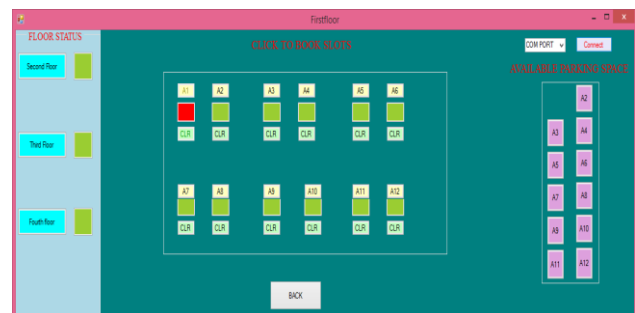 Firstfloor
FLOOR STATUS
Second Floor
Third Floor
Fourth floor
CLICK TO BOOK SLOTS
A1 A2 A3 A4 A5 A6
CLR CLR CLR CLR CLR CLR
A7 A8 A9 A10 A11 A12
CLR CLR CLR CLR CLR CLR
BACK
COM PORT Connect
AVAILABLE PARKING SPACE
A2
A3 A4
A5 A6
A7 A8
A9 A10
A11 A12